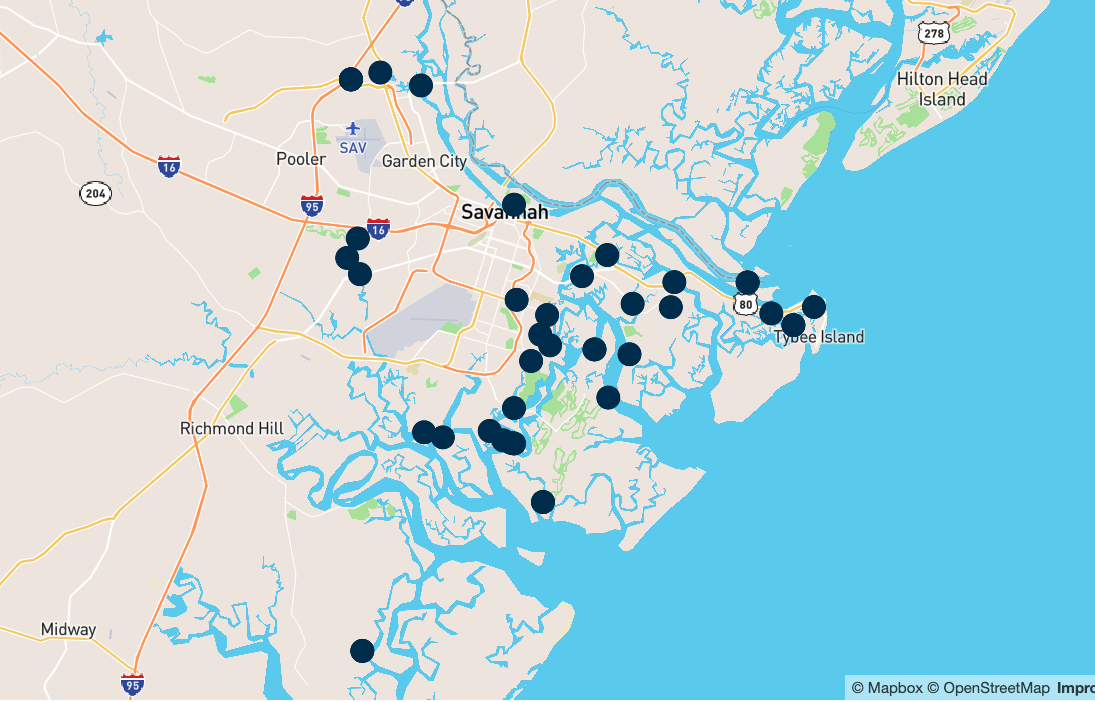 278
Hilton Head
Island
SAV
Pooler
Garden City
16
204
95
Savannah
16
80
Tybee Island
Richmond Hill
Midway
95
© Mapbox © OpenStreetMap Impro